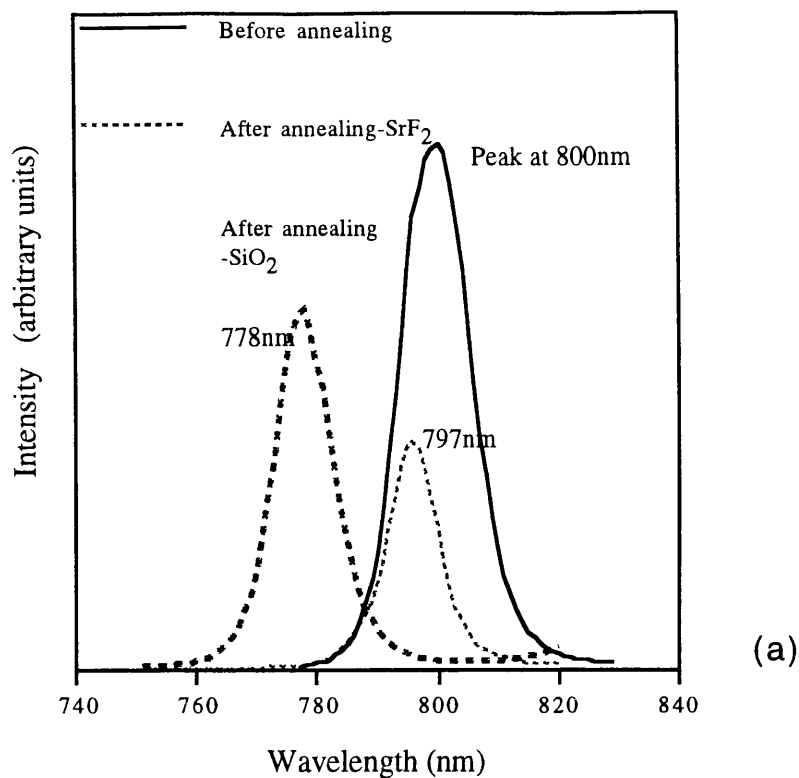 Before annealing
After annealing-SrF2
Peak at 800nm
After annealing
-SiO2
778nm
797nm
Intensity (arbitrary units)
(a)
740 760 780 800 820 840
Wavelength (nm)